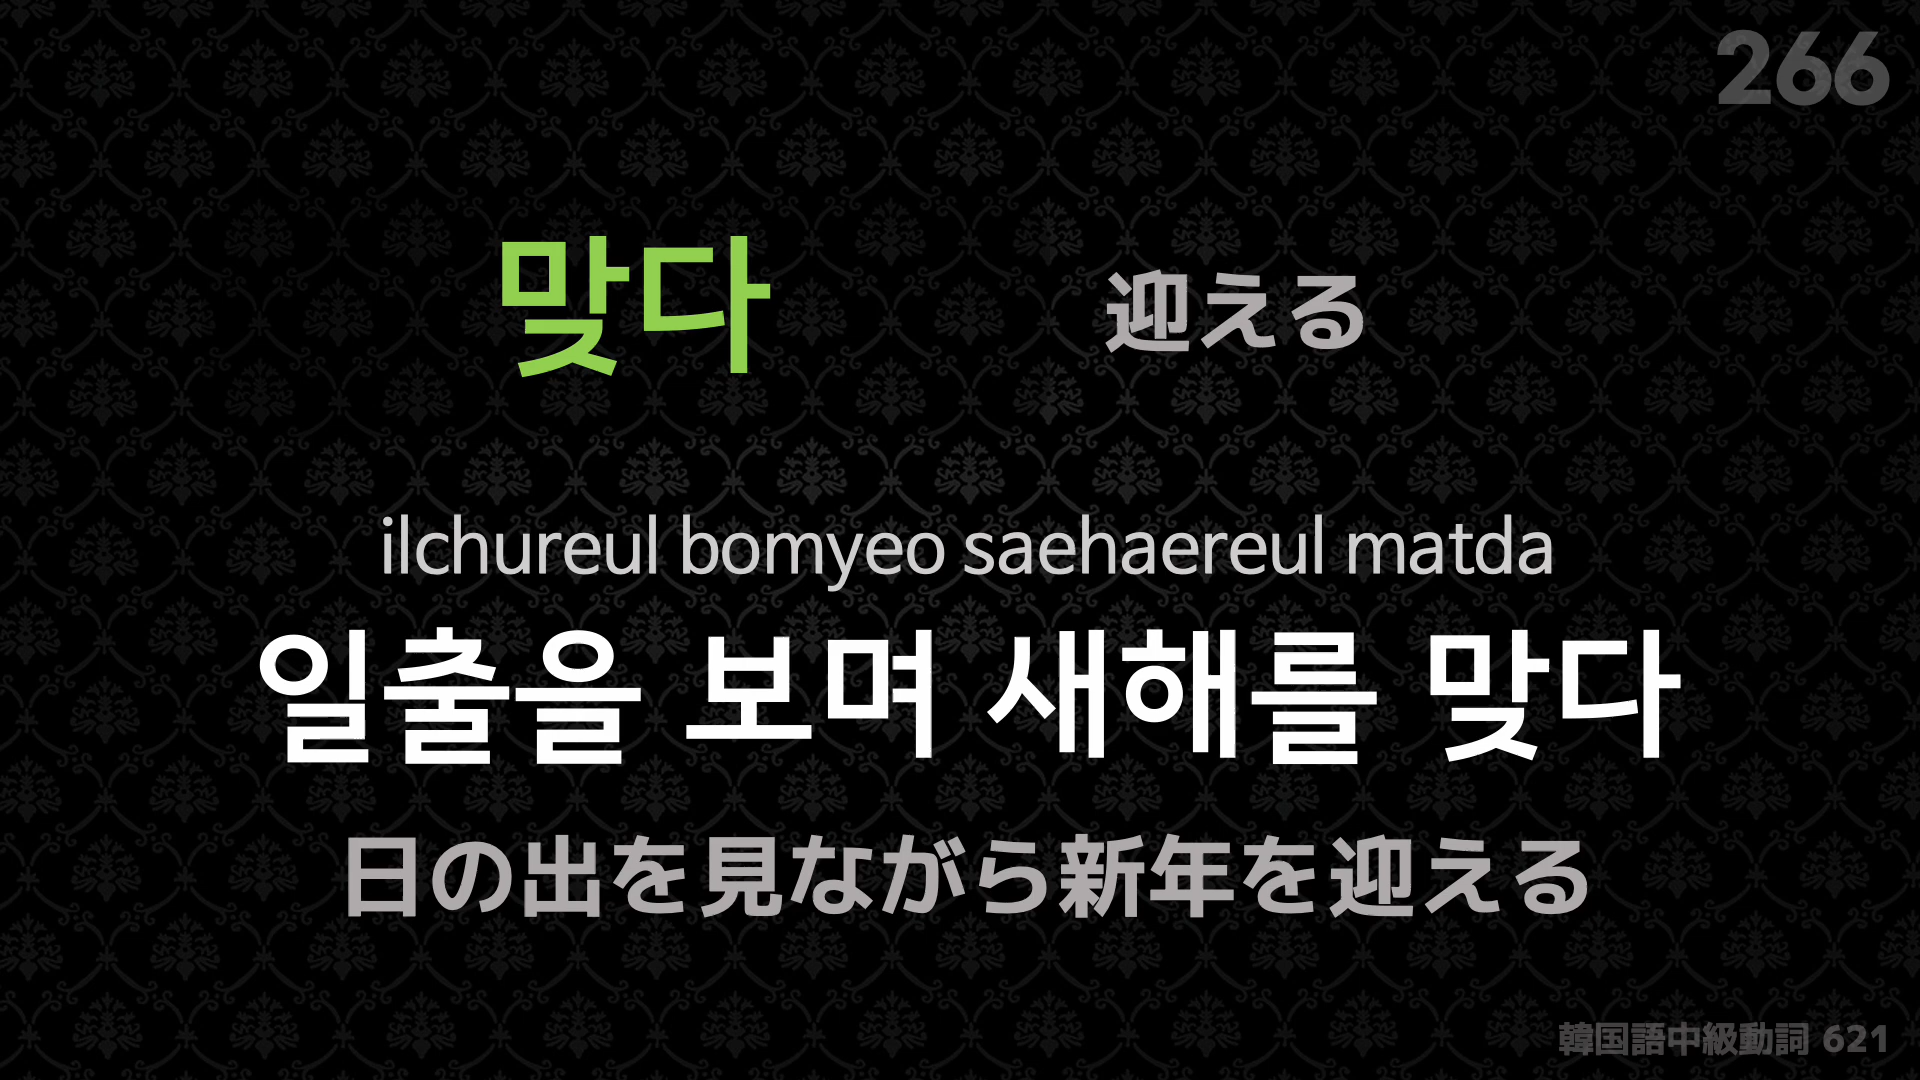 266
맞다 迎える
ilchureul bomyeo saehaereul matda
일출을 보며 새해를 맞다
日の出を見ながら新年を迎える
韓国語中級動詞 621